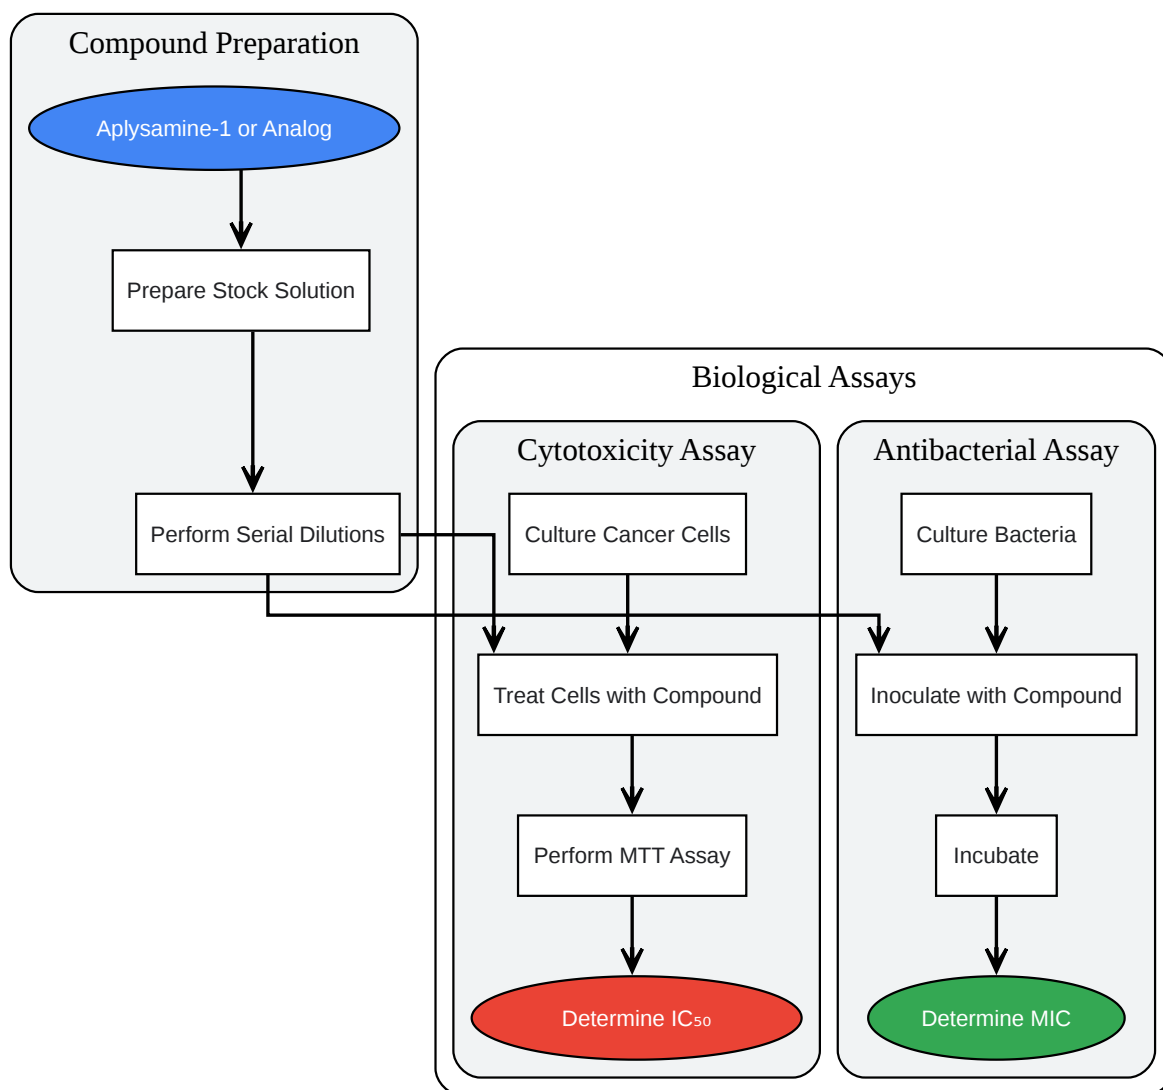 Compound Preparation
Aplysamine-1 or Analog
Prepare Stock Solution
Perform Serial Dilutions
Biological Assays
Cytotoxicity Assay
Culture Cancer Cells
Treat Cells with Compound
Perform MTT Assay
Determine IC₅₀
Antibacterial Assay
Culture Bacteria
Inoculate with Compound
Incubate
Determine MIC